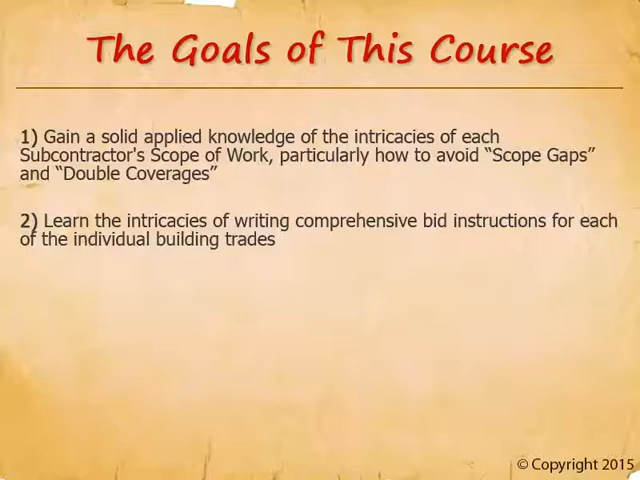 The Goals of This Course
1) Gain a solid applied knowledge of the intricacies of each
Subcontractor's Scope of Work, particularly how to avoid “Scope Gaps”
and “Double Coverages”
2) Learn the intricacies of writing comprehensive bid instructions for each
of the individual building trades
© Copyright 2015